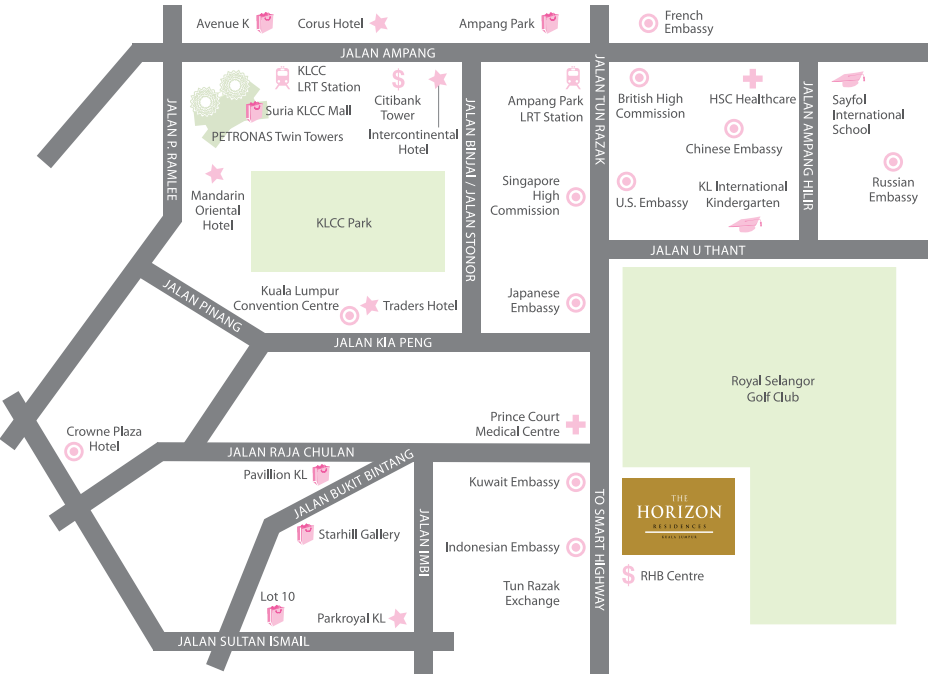 Avenue K
Corus Hotel
Ampang Park
French
Embassy
JALAN AMPANG
KLCC
LRT Station
Suria KLCC Mall
PETRONAS Twin Towers
Citibank
Tower
Intercontinental
Hotel
Ampang Park
LRT Station
British High
Commission
HSC Healthcare
Chinese Embassy
Sayfol
International
School
Russian
Embassy
JALAN P. RAMLEE
JALAN BINJAI / JALAN STONOR
JALAN TUN RAZAK
JALAN AMPANG HILIR
Mandarin
Oriental
Hotel
KLCC Park
Singapore
High
Commission
U.S. Embassy
KL International
Kindergarten
JALAN U THANT
Kuala Lumpur
Convention Centre
Traders Hotel
Japanese
Embassy
JALAN PINANG
JALAN KIA PENG
Royal Selangor
Golf Club
Crowne Plaza
Hotel
Prince Court
Medical Centre
JALAN RAJA CHULAN
Pavillion KL
JALAN BUKIT BINTANG
Kuwait Embassy
THE
HORIZON
RESIDENCES
KUALA LUMPUR
Starhill Gallery
JALAN IMBI
Indonesian Embassy
TO SMART HIGHWAY
RHB Centre
Tun Razak
Exchange
Lot 10
Parkroyal KL
JALAN SULTAN ISMAIL